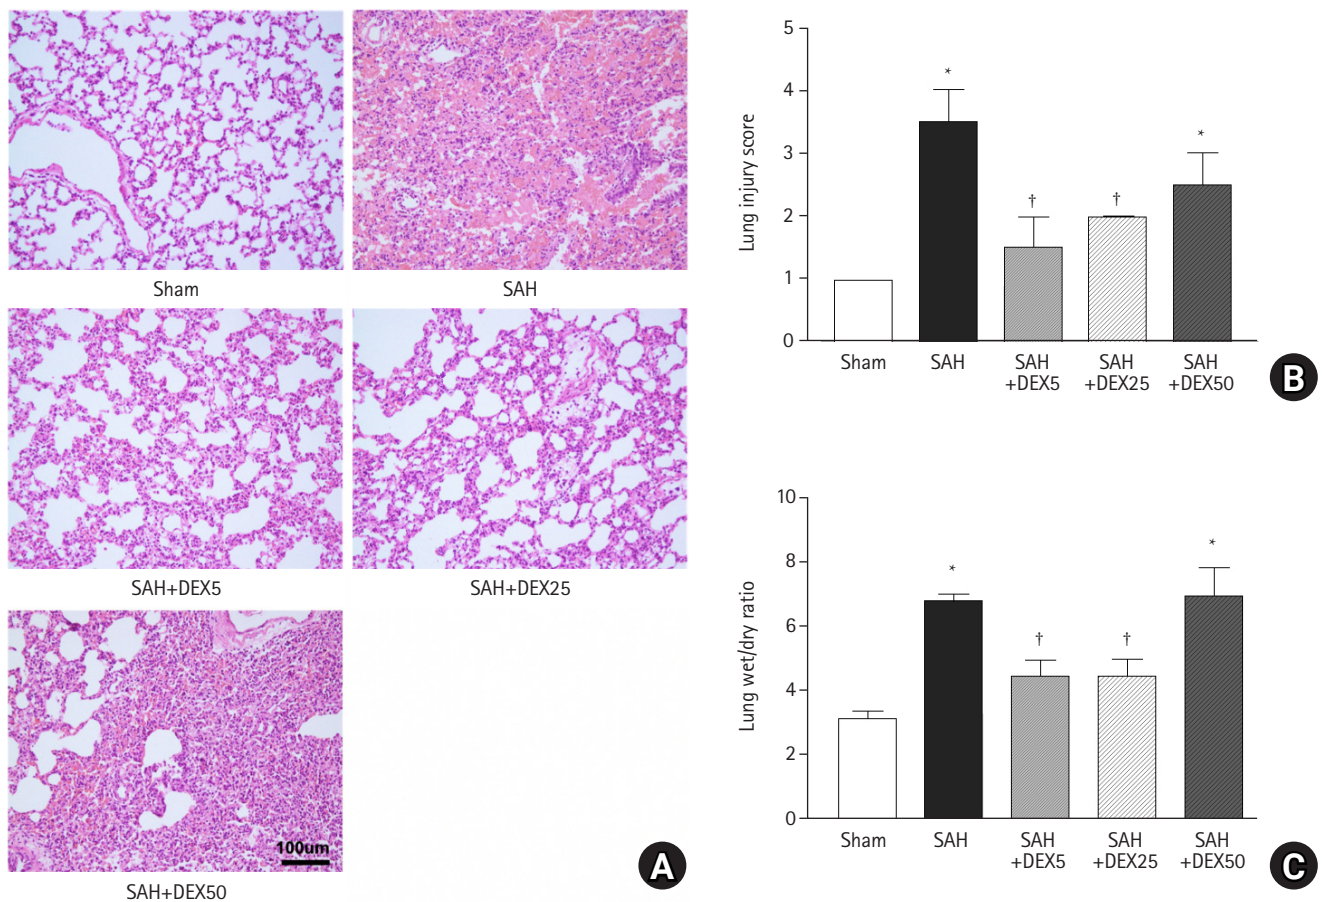 Sham
SAH
SAH+DEX5
SAH+DEX25
100um
SAH+DEX50
A
Lung injury score
5
4
3
2
1
0
*
†
†
*
Sham
SAH
SAH
+DEX5
SAH
+DEX25
SAH
+DEX50
B
Lung wet/dry ratio
10
8
6
4
2
0
*
†
†
*
Sham
SAH
SAH
+DEX5
SAH
+DEX25
SAH
+DEX50
C